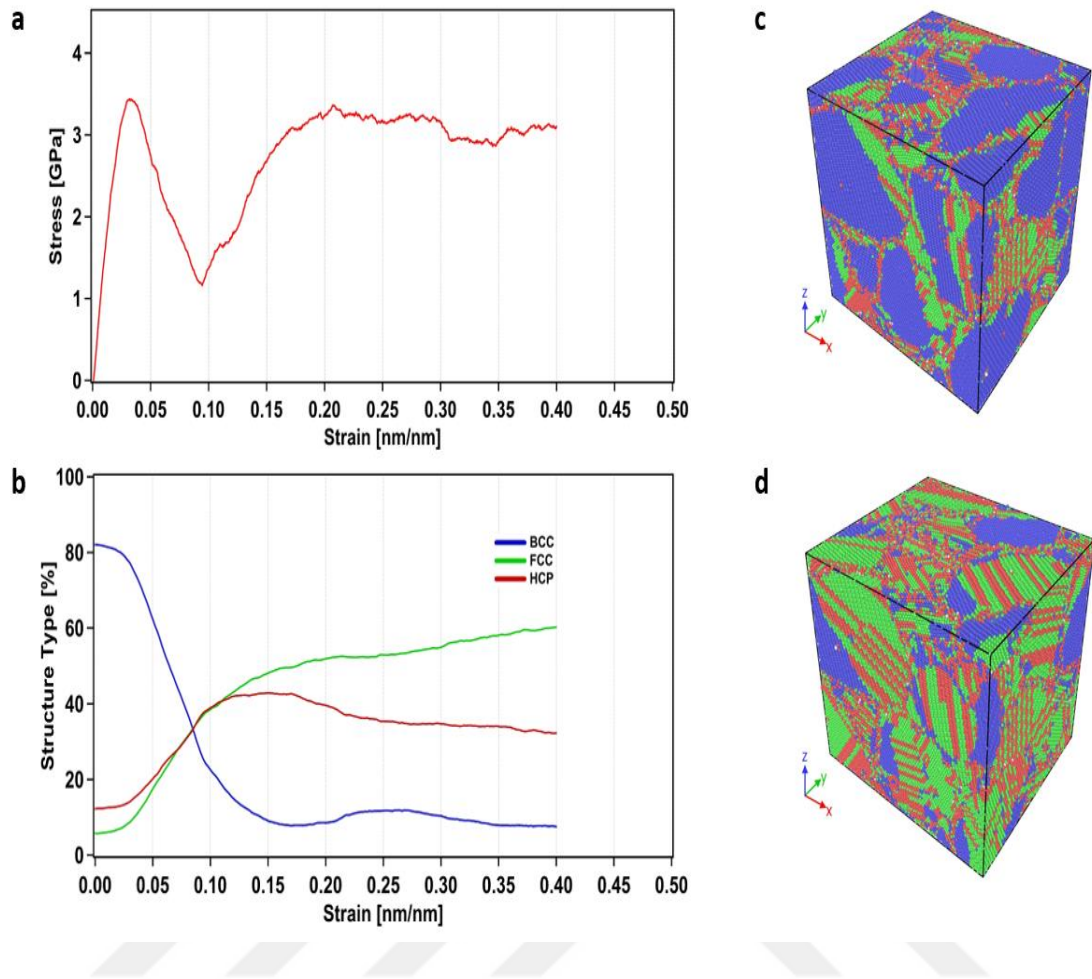 a
4
3
2
1
0
Stress [GPa]
0.00 0.05 0.10 0.15 0.20 0.25 0.30 0.35 0.40 0.45 0.50
Strain [nm/nm]
b
100
80
60
40
20
0
Structure Type [%]
BCC
FCC
HCP
0.00 0.05 0.10 0.15 0.20 0.25 0.30 0.35 0.40 0.45 0.50
Strain [nm/nm]
c
z
y
x
d
z
y
x